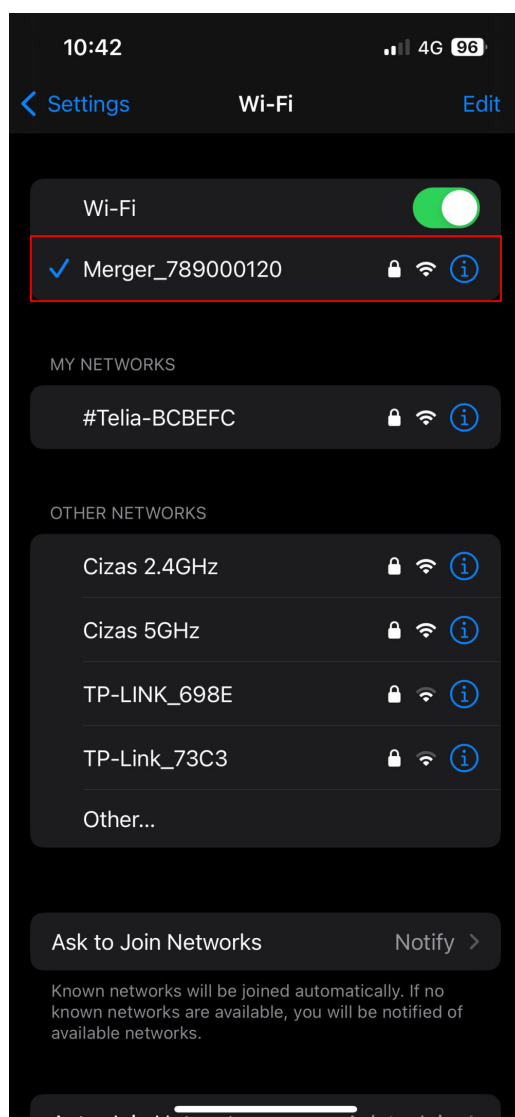 10:42 4G 96
Settings Wi-Fi Edit
Wi-Fi
Merger_789000120
MY NETWORKS
#Telia-BCBEFC
OTHER NETWORKS
Cizas 2.4GHz
Cizas 5GHz
TP-LINK_698E
TP-Link_73C3
Other...
Ask to Join Networks Notify
Known networks will be joined automatically. If no
known networks are available, you will be notified of
available networks.